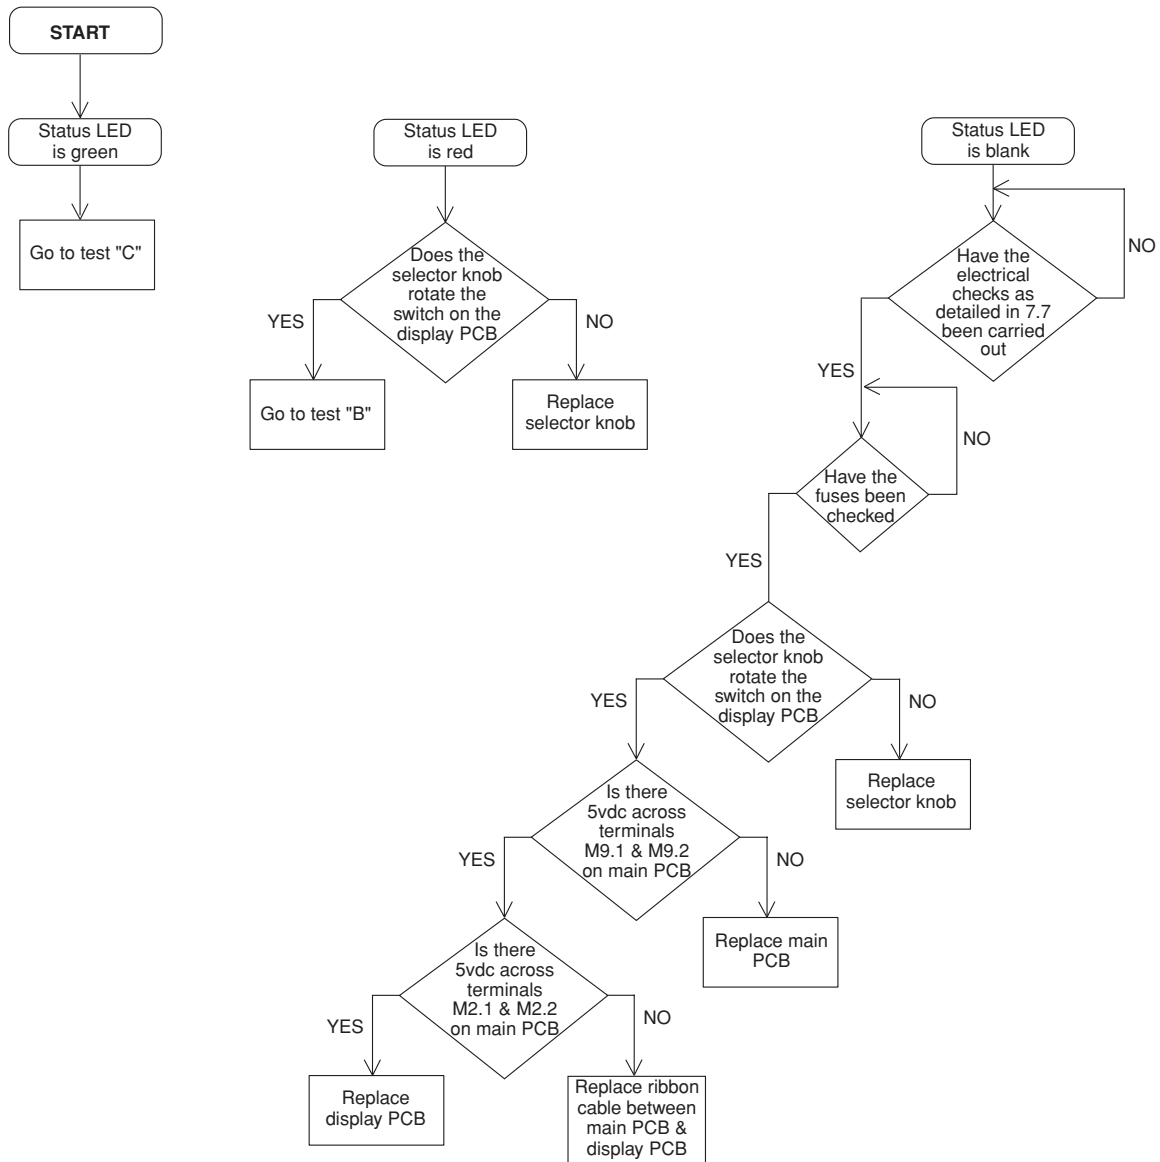 START
Status LED
is green
Go to test "C"
Status LED
is red
Does the
selector knob
rotate the
switch on the
display PCB
YES
NO
Go to test "B"
Replace
selector knob
Status LED
is blank
Have the
electrical
checks as
detailed in 7.7
been carried
out
NO
YES
Have the
fuses been
checked
NO
YES
Does the
selector knob
rotate the
switch on the
display PCB
YES
NO
Replace
selector knob
Is there
5vdc across
terminals
M9.1 & M9.2
on main PCB
YES
NO
Replace main
PCB
Is there
5vdc across
terminals
M2.1 & M2.2
on main PCB
YES
NO
Replace
display PCB
Replace ribbon
cable between
main PCB &
display PCB